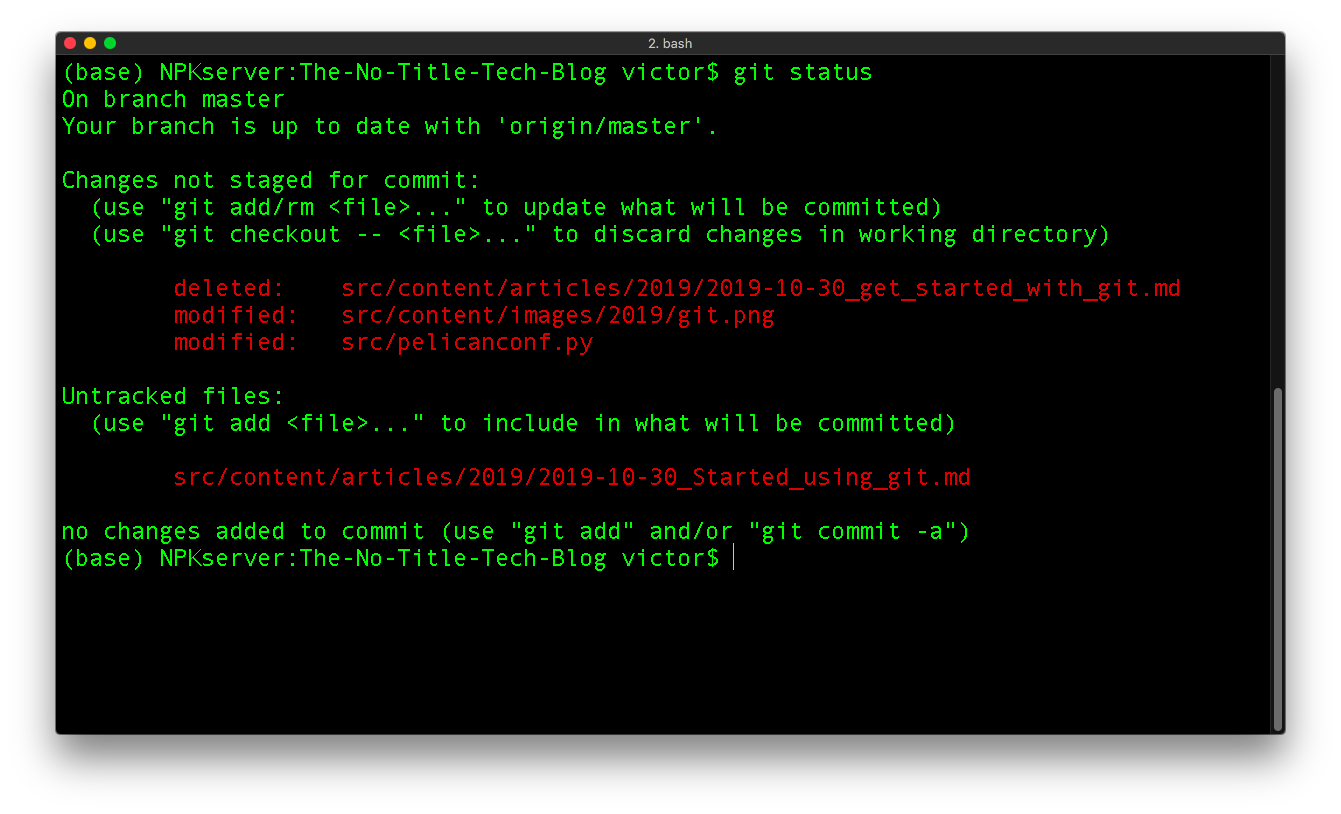 2. bash
(base) NPKserver:The-No-Title-Tech-Blog victor$ git status
On branch master
Your branch is up to date with 'origin/master'.
Changes not staged for commit:
(use "git add/rm <file>..." to update what will be committed)
(use "git checkout -- <file>..." to discard changes in working directory)
deleted: src/content/articles/2019/2019-10-30_get_started_with_git.md
modified: src/content/images/2019/git.png
modified: src/pelicanconf.py
Untracked files:
(use "git add <file>..." to include in what will be committed)
src/content/articles/2019/2019-10-30_Started_using_git.md
no changes added to commit (use "git add" and/or "git commit -a")
(base) NPKserver:The-No-Title-Tech-Blog victor$